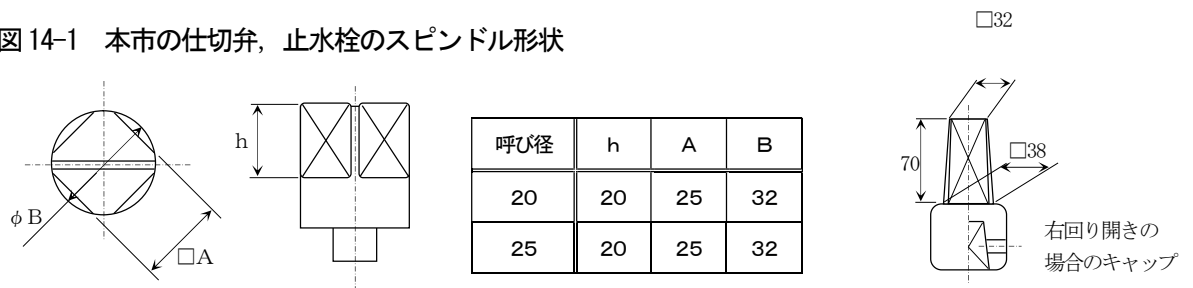 図14-1 本市の仕切弁，止水栓のスピンドル形状
φB
□A
h
呼び径 h A B
20 20 25 32
25 20 25 32
□32
70
□38
右回り開きの
場合のキャップ